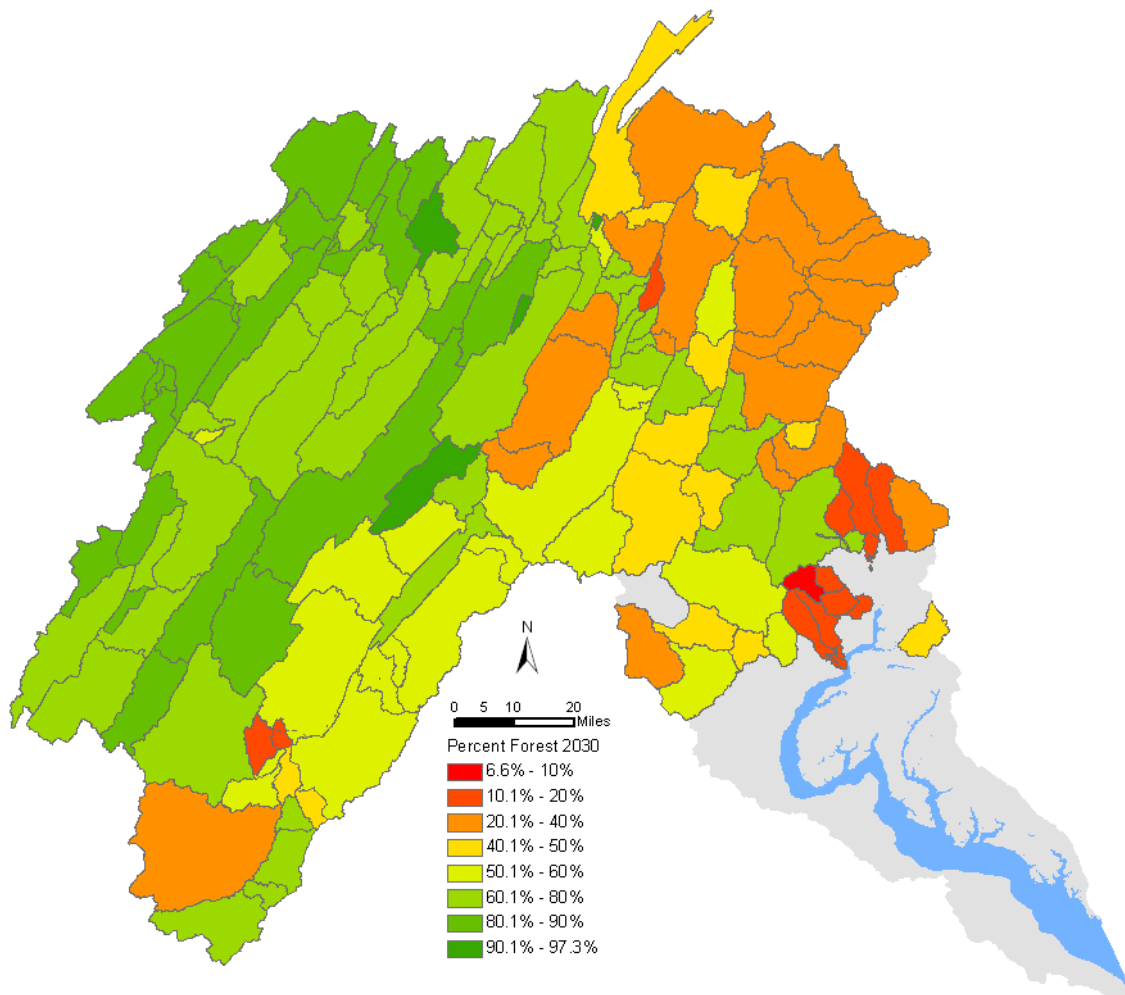 N
0 5 10 20
Miles
Percent Forest 2030
6.6% - 10%
10.1% - 20%
20.1% - 40%
40.1% - 50%
50.1% - 60%
60.1% - 80%
80.1% - 90%
90.1% - 97.3%